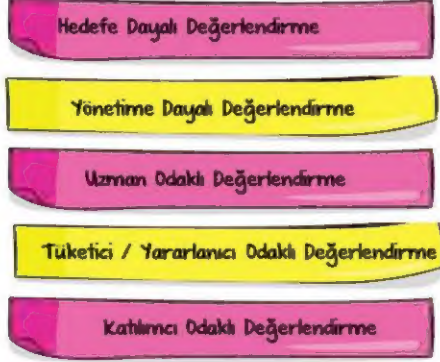 Hedefe Dayalı Değerlendirme
Yönetime Dayalı Değerlendirme
Uzman Odaklı Değerlendirme
Tüketici / Yararlanıcı Odaklı Değerlendirme
Katılımcı Odaklı Değerlendirme